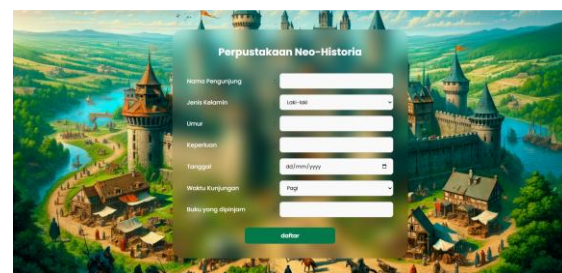 Perpustakaan Neo-Historia
Nama Pengunjung
Jenis Kelamin
Laki-laki
Umur
Keperluan
Tanggal
dd/mm/yyyy
Waktu Kunjungan
Pagi
Buku yang dipinjam
daftar